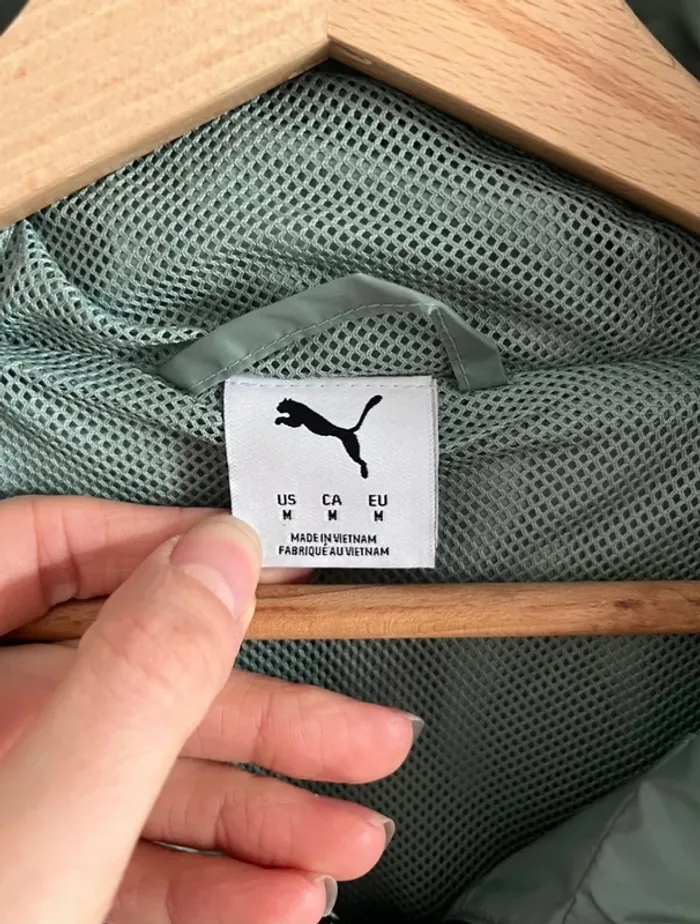 US CA EU
M M M
MADE IN VIETNAM
FABRIQUÉ AU VIETNAM